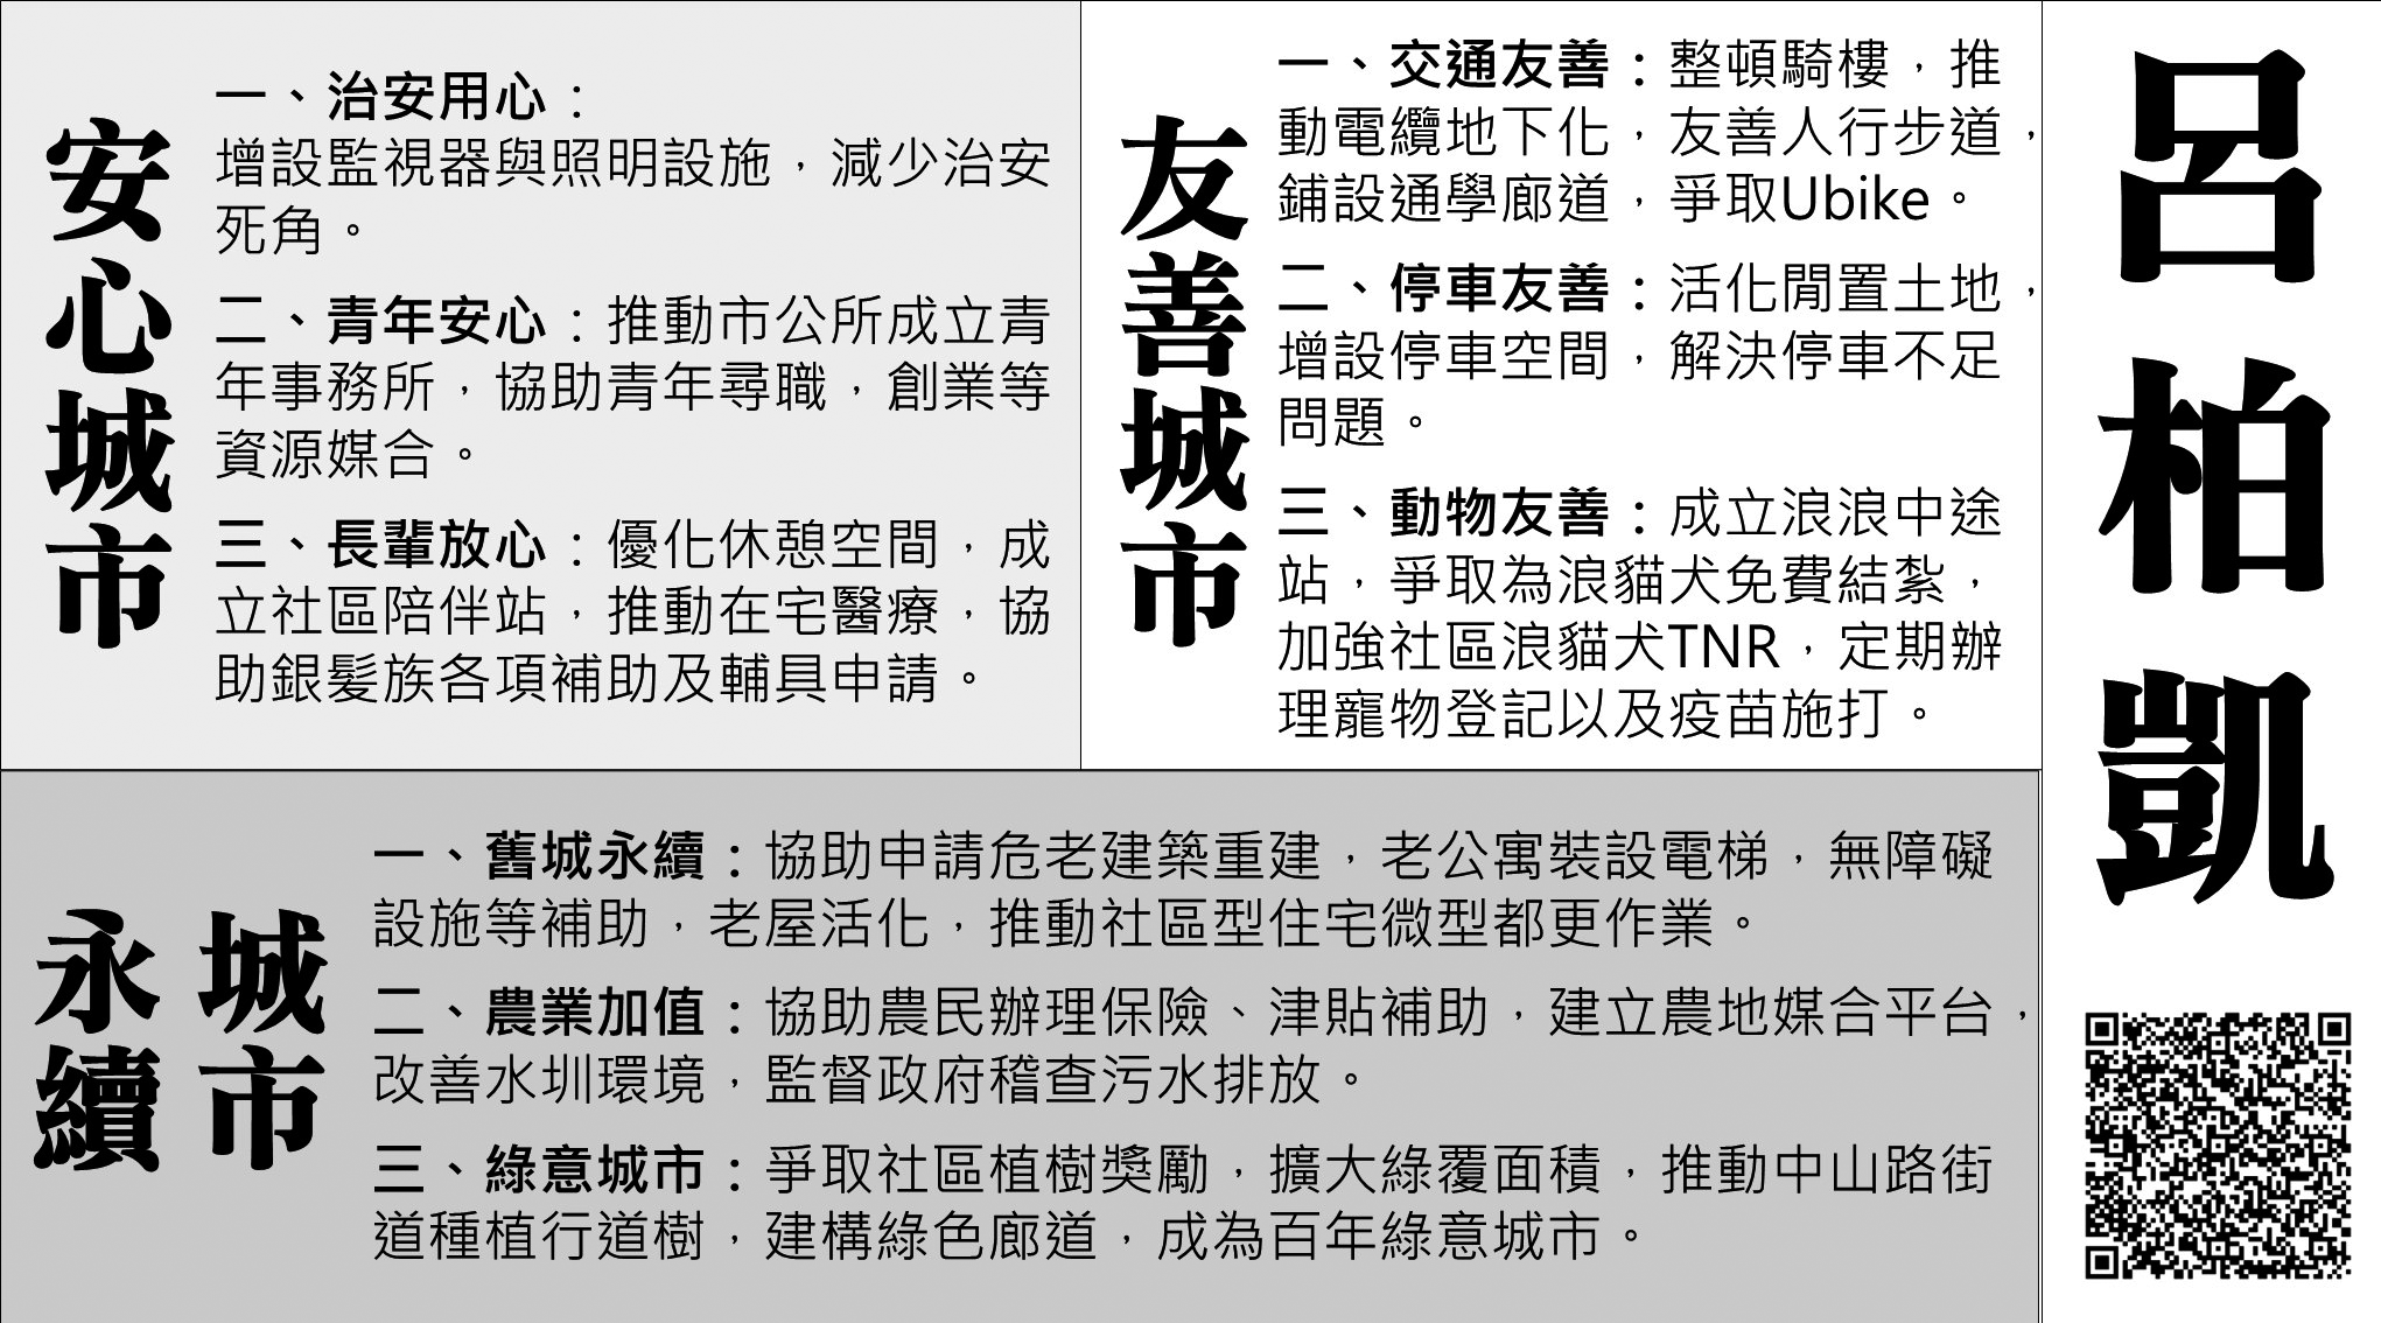 安心城市
一、治安用心：
增設監視器與照明設施，減少治安
死角。
二、青年安心：推動市公所成立青
年事務所，協助青年尋職，創業等
資源媒合。
三、長輩放心：優化休憩空間，成
立社區陪伴站，推動在宅醫療，協
助銀髮族各項補助及輔具申請。
友善城市
一、交通友善：整頓騎樓，推
動電纜地下化，友善人行步道，
鋪設通學廊道，爭取Ubike。
二、停車友善：活化閒置土地，
增設停車空間，解決停車不足
問題。
三、動物友善：成立浪浪中途
站，爭取為浪貓犬免費結紮，
加強社區浪貓犬TNR，定期辦
理寵物登記以及疫苗施打。
永續
城市
一、舊城永續：協助申請危老建築重建，老公寓裝設電梯，無障礙
設施等補助，老屋活化，推動社區型住宅微型都更作業。
二、農業加值：協助農民辦理保險、津貼補助，建立農地媒合平台，
改善水圳環境，監督政府稽查污水排放。
三、綠意城市：爭取社區植樹獎勵，擴大綠覆面積，推動中山路街
道種植行道樹，建構綠色廊道，成為百年綠意城市。
呂柏凱